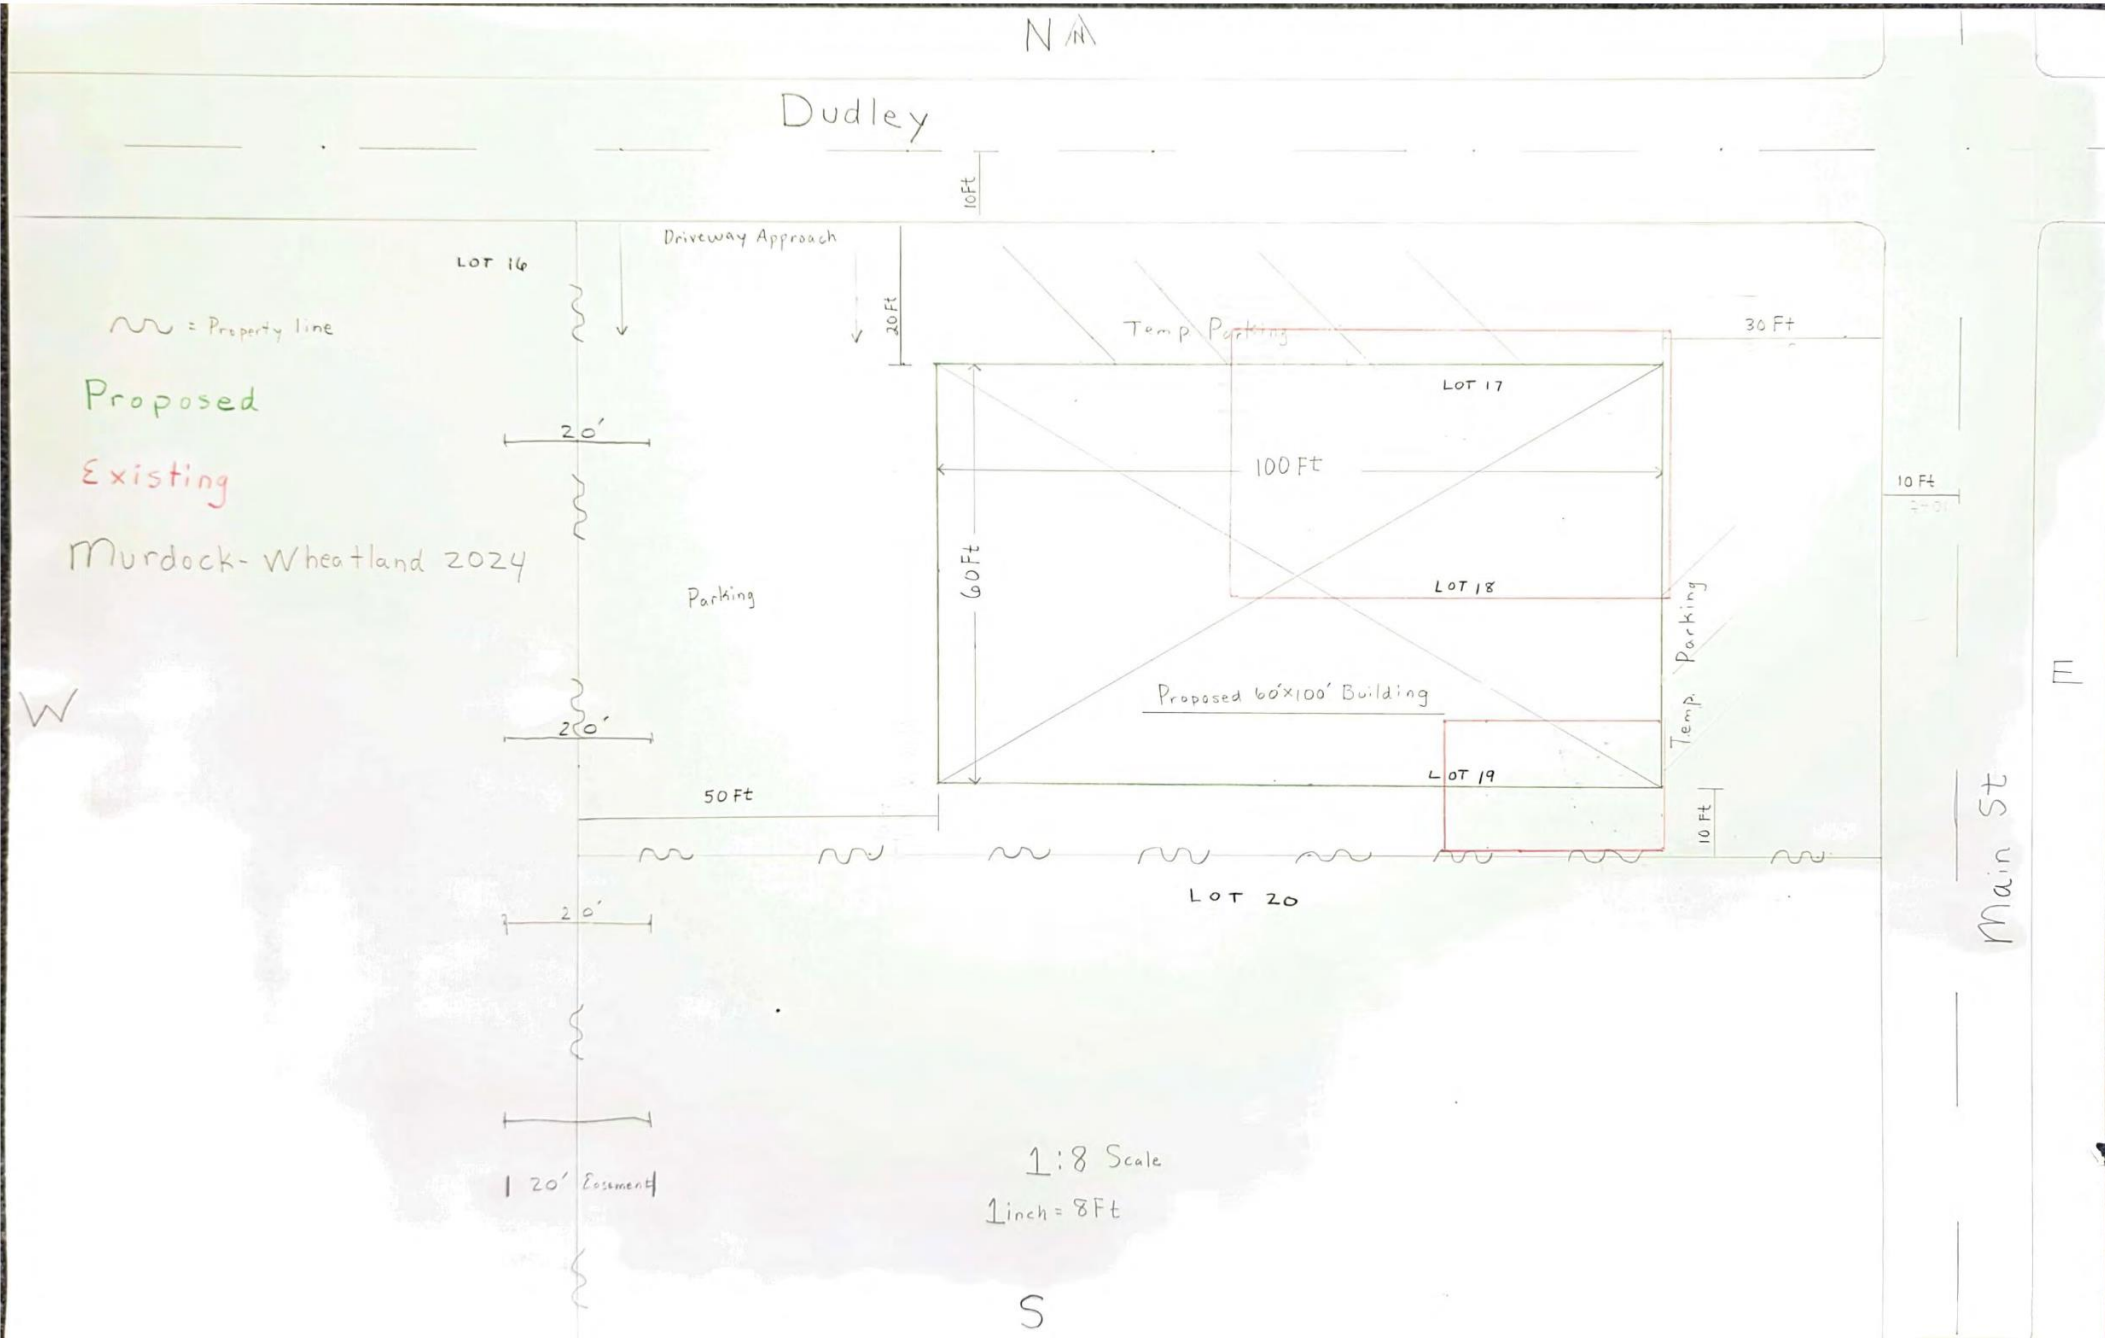 N N
Dudley
10Ft
Driveway Approach
LOT 16
~ = Property line
20 Ft
Temp Parking
30 Ft
LOT 17
Proposed
20'
100 Ft
Existing
10 Ft
Murdock-Wheatland 2024
60Ft
Parking
LOT 18
Temp. Parking
W
E
Proposed 60'x100' Building
20'
LOT 19
50 Ft
10 Ft
Main St
LOT 20
20'
20' Easement
1:8 Scale
1inch = 8Ft
S